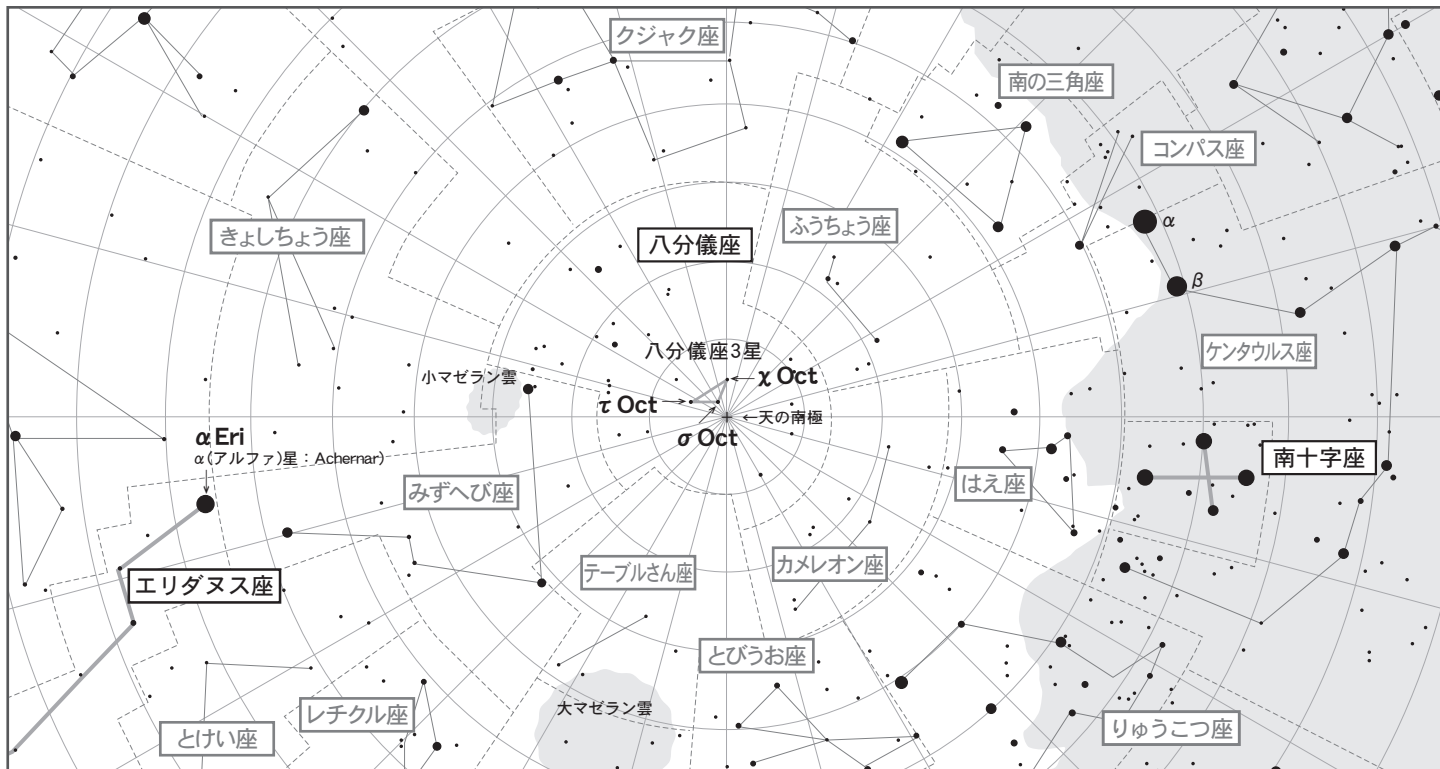 クジャク座
南の三角座
コンパス座
きょしちょう座
八分儀座
ふうちょう座
α
β
ケンタウルス座
八分儀座3星
小マゼラン雲
χ Oct
τ Oct
←天の南極
σ Oct
α Eri
α(アルファ)星：Achernar)
南十字座
みずへび座
はえ座
エリダヌス座
テーブルさん座
カメレオン座
とびうお座
大マゼラン雲
レチクル座
とけい座
りゅうこつ座